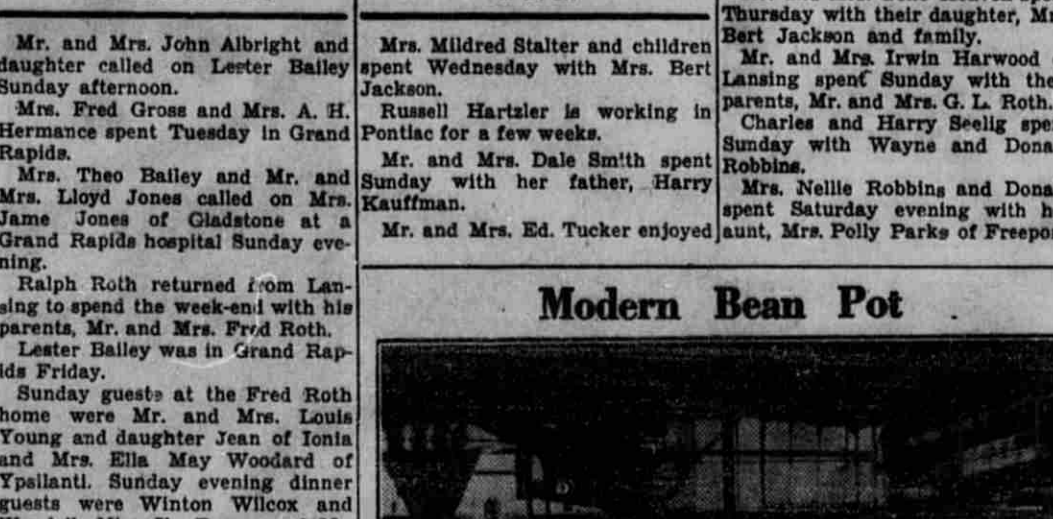 Mr. and Mrs. John Albright and
daughter called on Lester Bailey
Sunday afternoon.
Mrs. Fred Gross and Mrs. A. H.
Hermance spent Tuesday in Grand
Rapids.
Mrs. Theo Bailey and Mr. and
Mrs. Lloyd Jones called on Mrs.
Jame Jones of Gladstone at a
Grand Rapids hospital Sunday eve-
ning.
Ralph Roth returned from Lan-
sing to spend the week-end with his
parents, Mr. and Mrs. Fred Roth.
Lester Bailey was in Grand Rap-
ids Friday.
Sunday guests at the Fred Roth
home were Mr. and Mrs. Louis
Young and daughter Jean of Ionia
and Mrs. Ella May Woodard of
Ypsilanti. Sunday evening dinner
guests were Winton Wilcox and
Mrs. Mildred Stalter and children
spent Wednesday with Mrs. Bert
Jackson.
Russell Hartzler is working in
Pontiac for a few weeks.
Mr. and Mrs. Dale Smith spent
Sunday with her father, Harry
Kauffman.
Mr. and Mrs. Ed. Tucker enjoyed
Thursday with their daughter,
Bert Jackson and family.
Mr. and Mrs. Irwin Harwood
Lansing spent Sunday with the
parents, Mr. and Mrs. G. L. Roth.
Charles and Harry Seelig spe
Sunday with Wayne and Dona
Robbins.
Mrs. Nellie Robbins and Dona
spent Saturday evening with h
aunt, Mrs. Polly Parks of Freepor
Modern Bean Pot